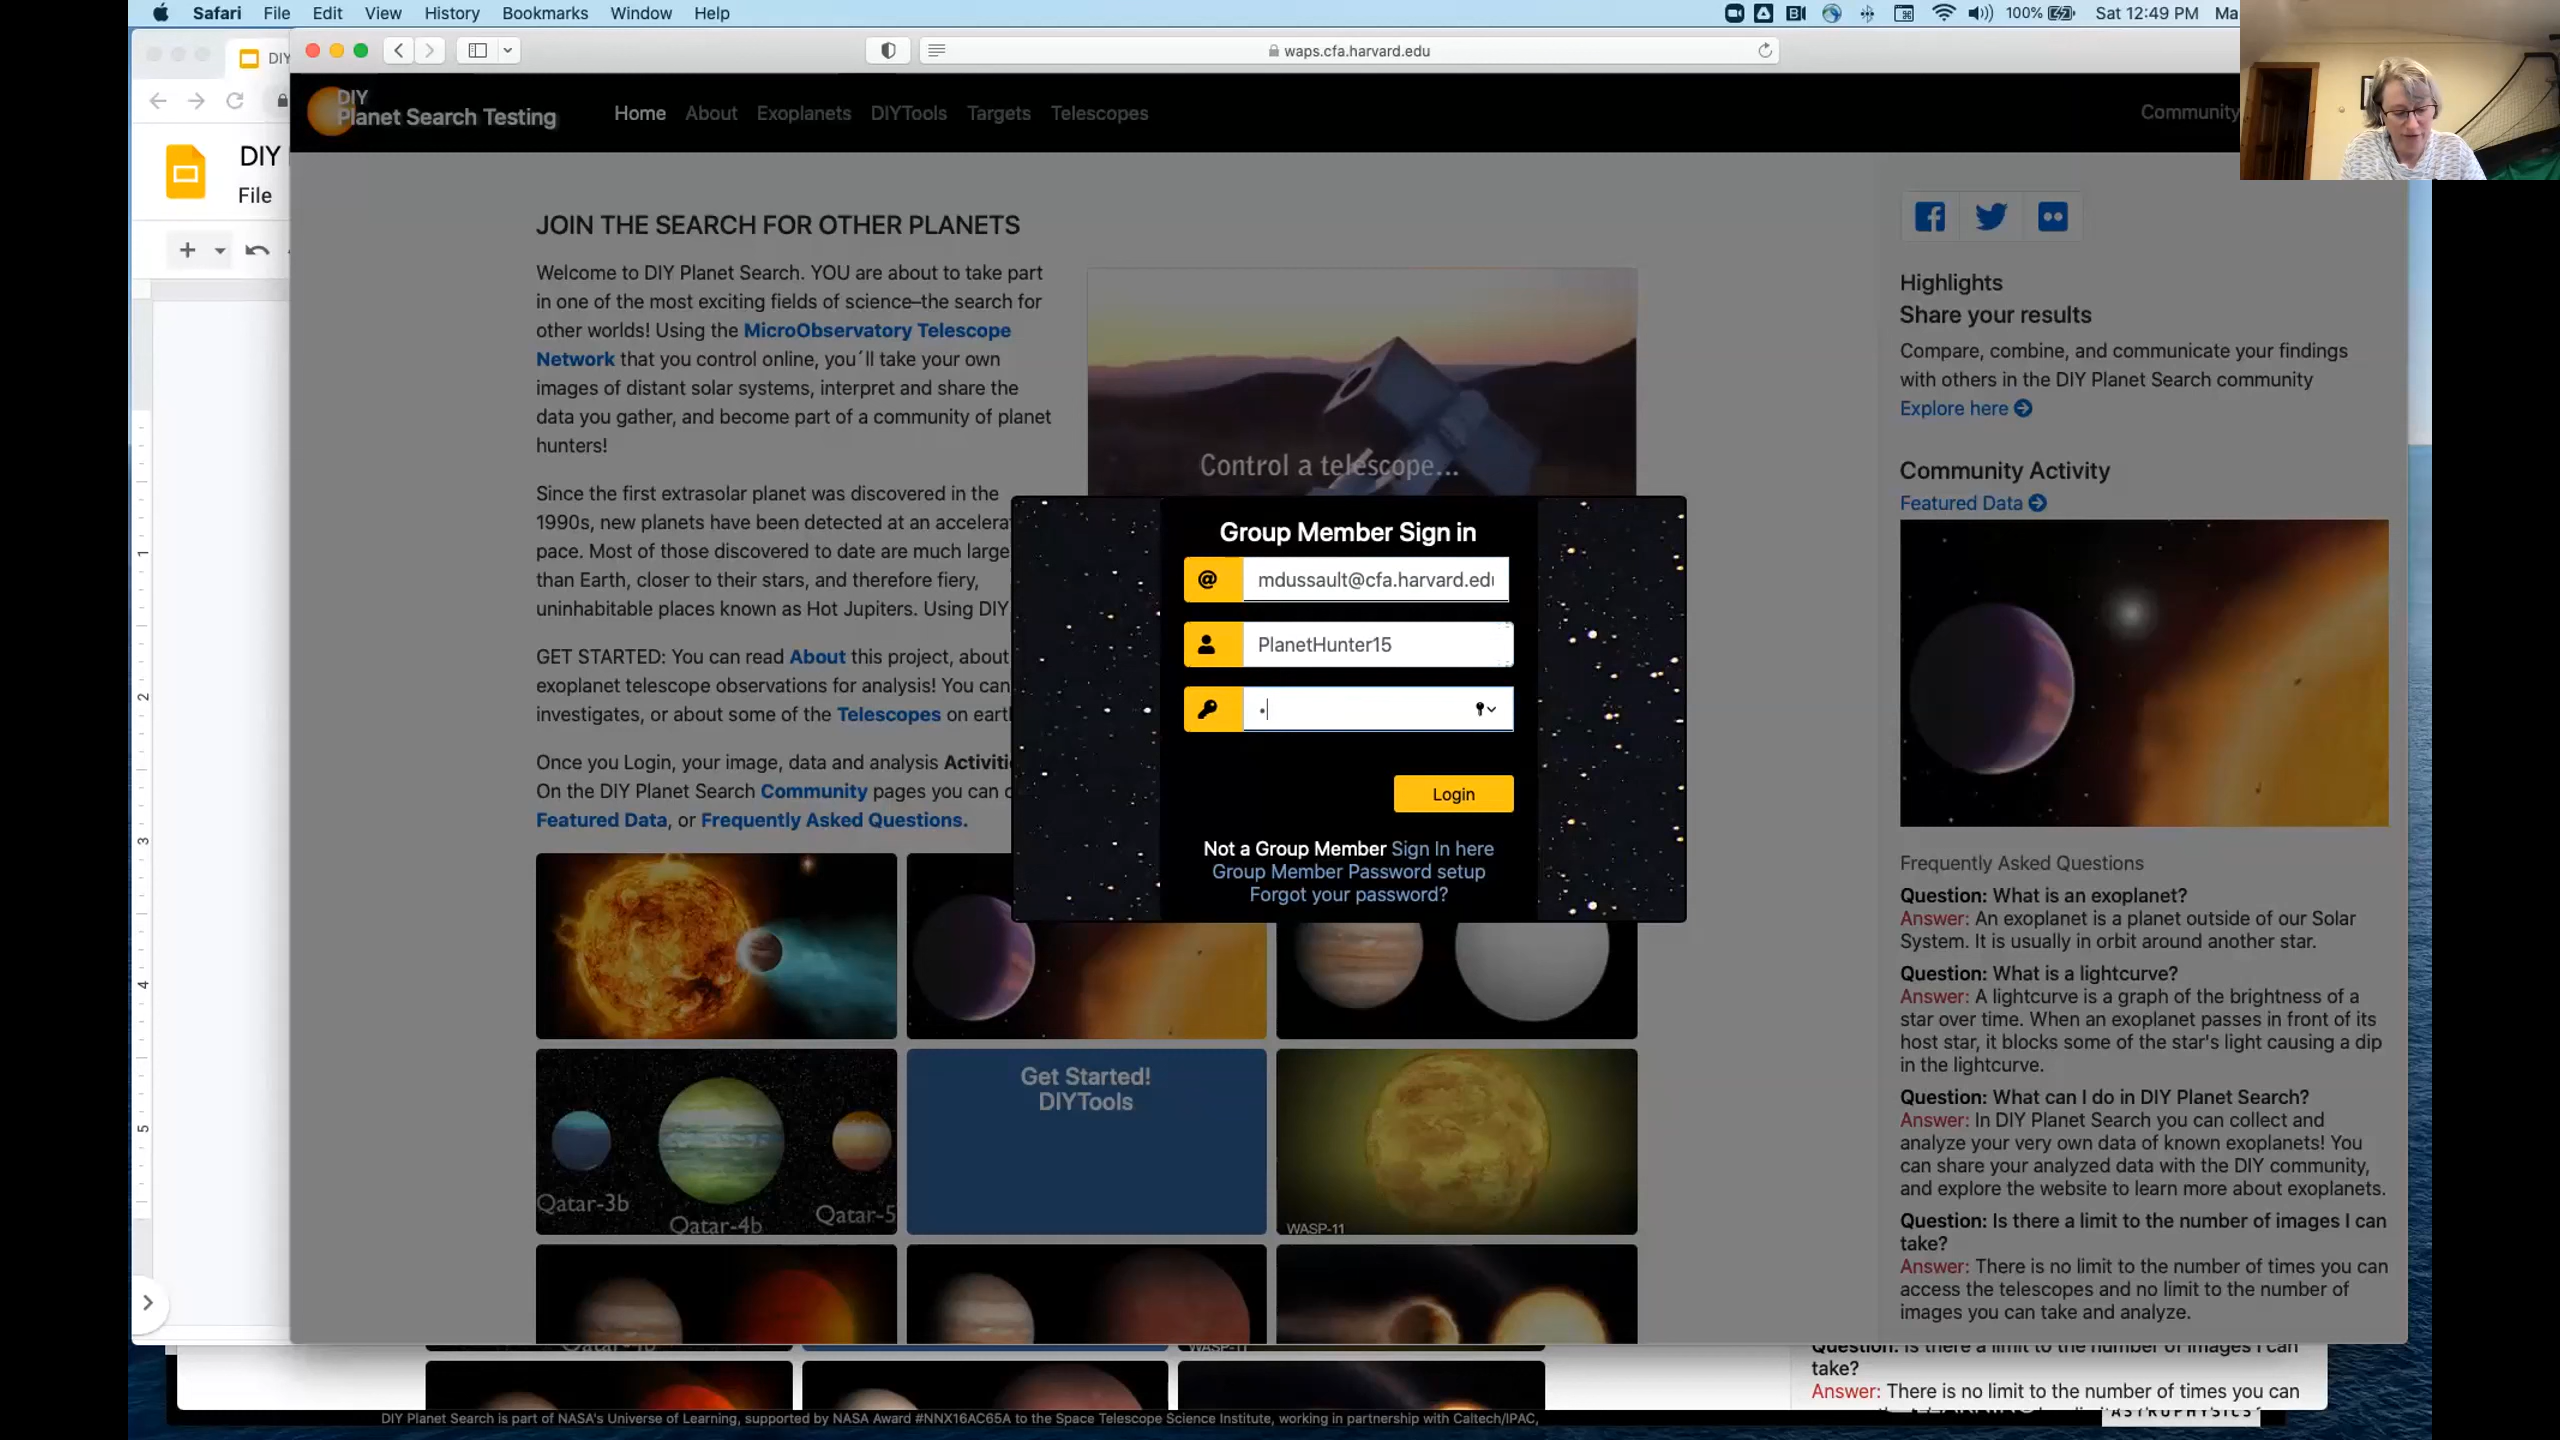 Safari File Edit View History Bookmarks Window Help
100% Sat 12:49 PM Ma
DIY
waps.cfa.harvard.edu
DIY
Planet Search Testing
Home About Exoplanets DIYTools Targets Telescopes
Community
DIY
File
1
2
3
4
5
JOIN THE SEARCH FOR OTHER PLANETS
Welcome to DIY Planet Search. YOU are about to take part
in one of the most exciting fields of science–the search for
other worlds! Using the MicroObservatory Telescope
Network that you control online, you´ll take your own
images of distant solar systems, interpret and share the
data you gather, and become part of a community of planet
hunters!
Since the first extrasolar planet was discovered in the
1990s, new planets have been detected at an accelera
pace. Most of those discovered to date are much large
than Earth, closer to their stars, and therefore fiery,
uninhabitable places known as Hot Jupiters. Using DIY
GET STARTED: You can read About this project, about
exoplanet telescope observations for analysis! You can
investigates, or about some of the Telescopes on eart
Once you Login, your image, data and analysis Activiti
On the DIY Planet Search Community pages you can c
Featured Data, or Frequently Asked Questions.
Control a telescope...
Group Member Sign in
@ mdussault@cfa.harvard.edu
PlanetHunter15
•
Login
Not a Group Member Sign In here
Group Member Password setup
Forgot your password?
Qatar-3b
Qatar-4b
Qatar-5
Get Started!
DIYTools
WASP-11
Highlights
Share your results
Compare, combine, and communicate your findings
with others in the DIY Planet Search community
Explore here
Community Activity
Featured Data
Frequently Asked Questions
Question: What is an exoplanet?
Answer: An exoplanet is a planet outside of our Solar
System. It is usually in orbit around another star.
Question: What is a lightcurve?
Answer: A lightcurve is a graph of the brightness of a
star over time. When an exoplanet passes in front of its
host star, it blocks some of the star's light causing a dip
in the lightcurve.
Question: What can I do in DIY Planet Search?
Answer: In DIY Planet Search you can collect and
analyze your very own data of known exoplanets! You
can share your analyzed data with the DIY community,
and explore the website to learn more about exoplanets.
Question: Is there a limit to the number of images I can
take?
Answer: There is no limit to the number of times you can
access the telescopes and no limit to the number of
images you can take and analyze.
Question: Is there a limit to the number of images I can
take?
Answer: There is no limit to the number of times you can
WASP-11
DIY Planet Search is part of NASA's Universe of Learning, supported by NASA Award #NNX16AC65A to the Space Telescope Science Institute, working in partnership with Caltech/IPAC,
LEARNING
ASTROPHYSICS